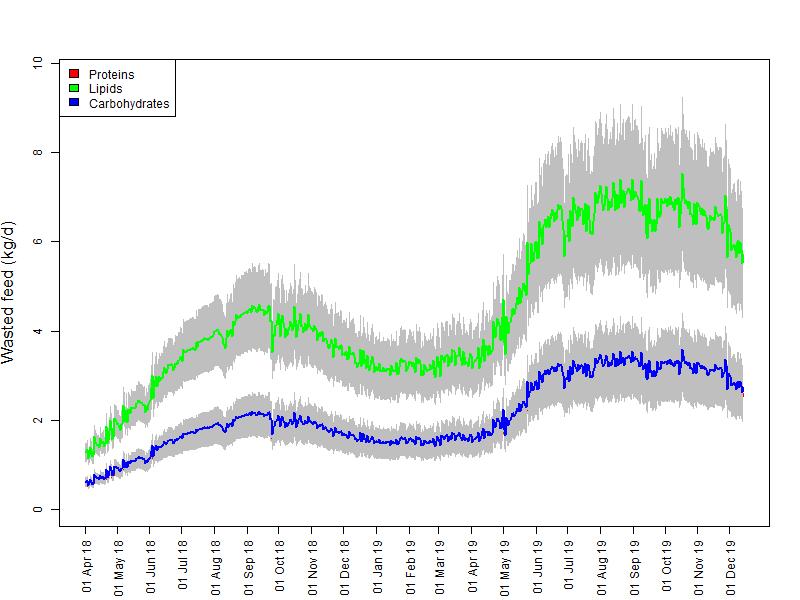 Proteins
Lipids
Carbohydrates
Wasted feed (kg/d)
10
8
6
4
2
0
01 Apr 18
01 May 18
01 Jun 18
01 Jul 18
01 Aug 18
01 Sep 18
01 Oct 18
01 Nov 18
01 Dec 18
01 Jan 19
01 Feb 19
01 Mar 19
01 Apr 19
01 May 19
01 Jun 19
01 Jul 19
01 Aug 19
01 Sep 19
01 Oct 19
01 Nov 19
01 Dec 19